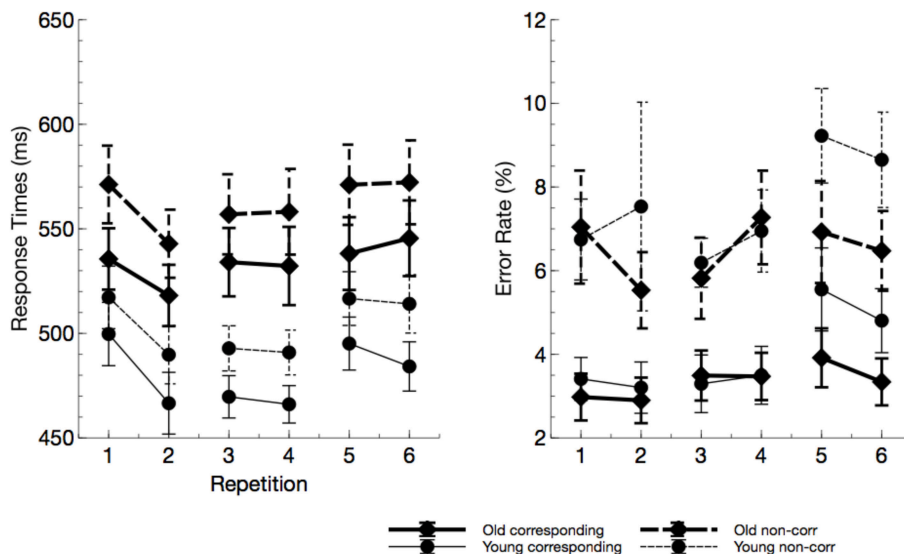 650
600
550
500
450
Response Times (ms)
1 2 3 4 5 6
Repetition
12
10
8
6
4
2
Error Rate (%)
1 2 3 4 5 6
Old corresponding
Old non-corr
Young corresponding
Young non-corr